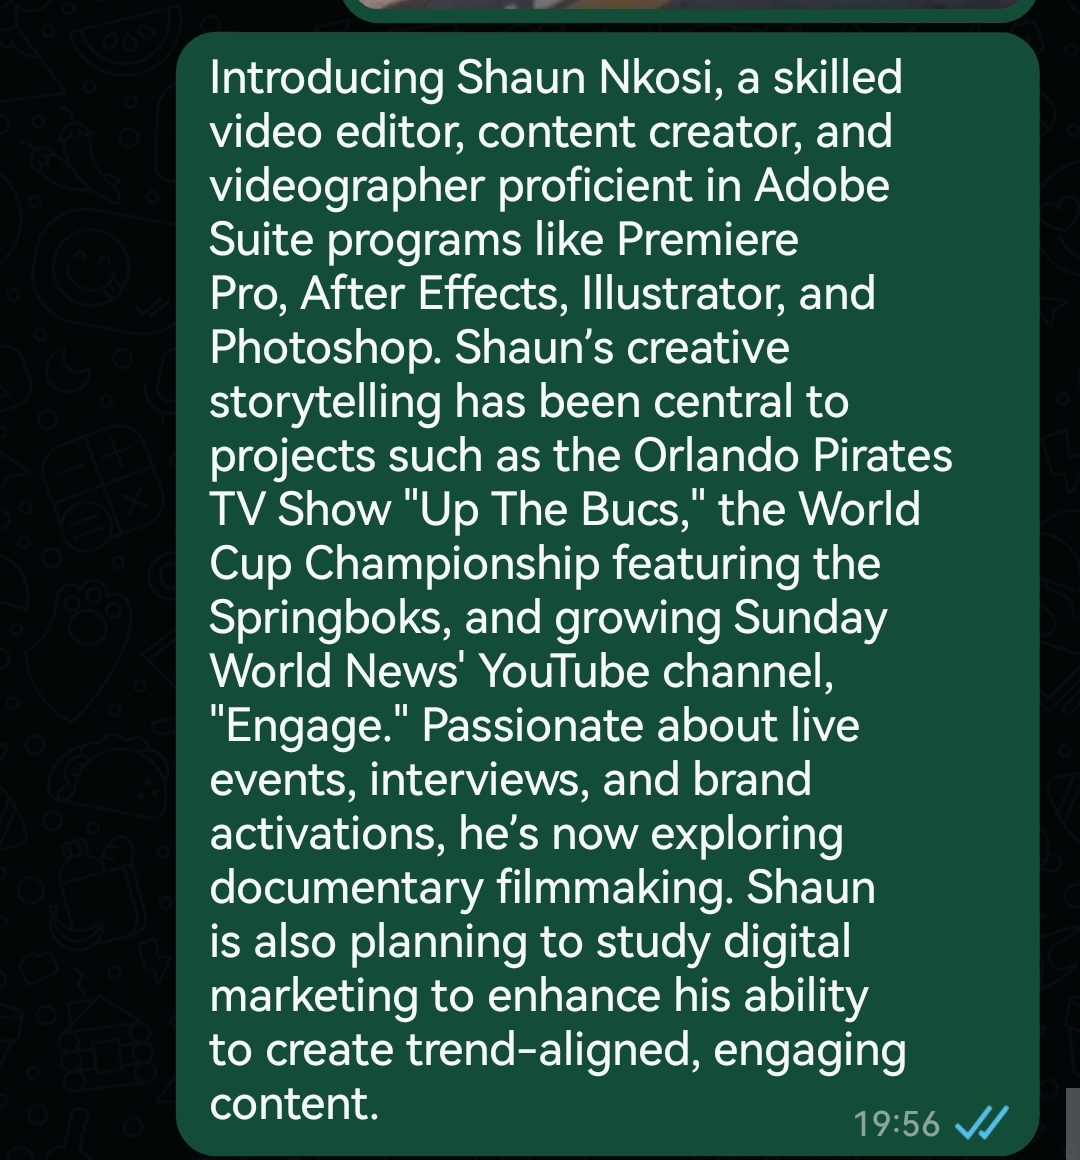 Introducing Shaun Nkosi, a skilled
video editor, content creator, and
videographer proficient in Adobe
Suite programs like Premiere
Pro, After Effects, Illustrator, and
Photoshop. Shaun’s creative
storytelling has been central to
projects such as the Orlando Pirates
TV Show "Up The Bucs," the World
Cup Championship featuring the
Springboks, and growing Sunday
World News' YouTube channel,
"Engage." Passionate about live
events, interviews, and brand
activations, he’s now exploring
documentary filmmaking. Shaun
is also planning to study digital
marketing to enhance his ability
to create trend-aligned, engaging
content.
19:56